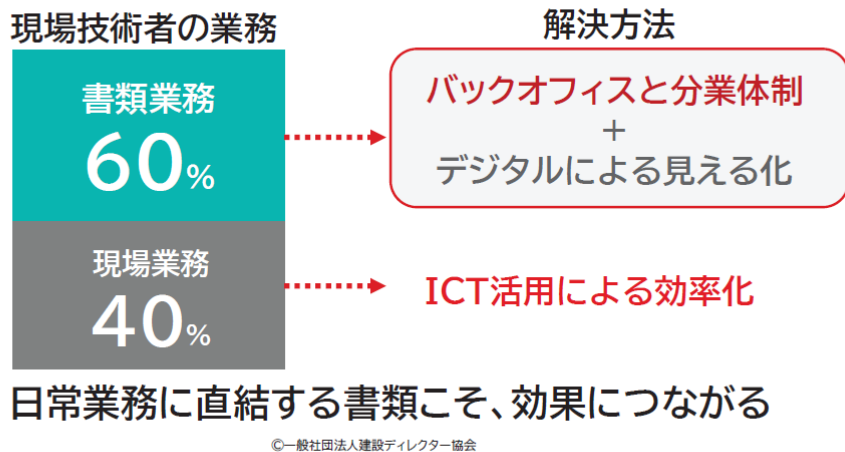 現場技術者の業務
解決方法
書類業務
60%
バックオフィスと分業体制
+
デジタルによる見える化
現場業務
40%
ICT活用による効率化
日常業務に直結する書類こそ、効果につながる
©一般社団法人建設ディレクター協会